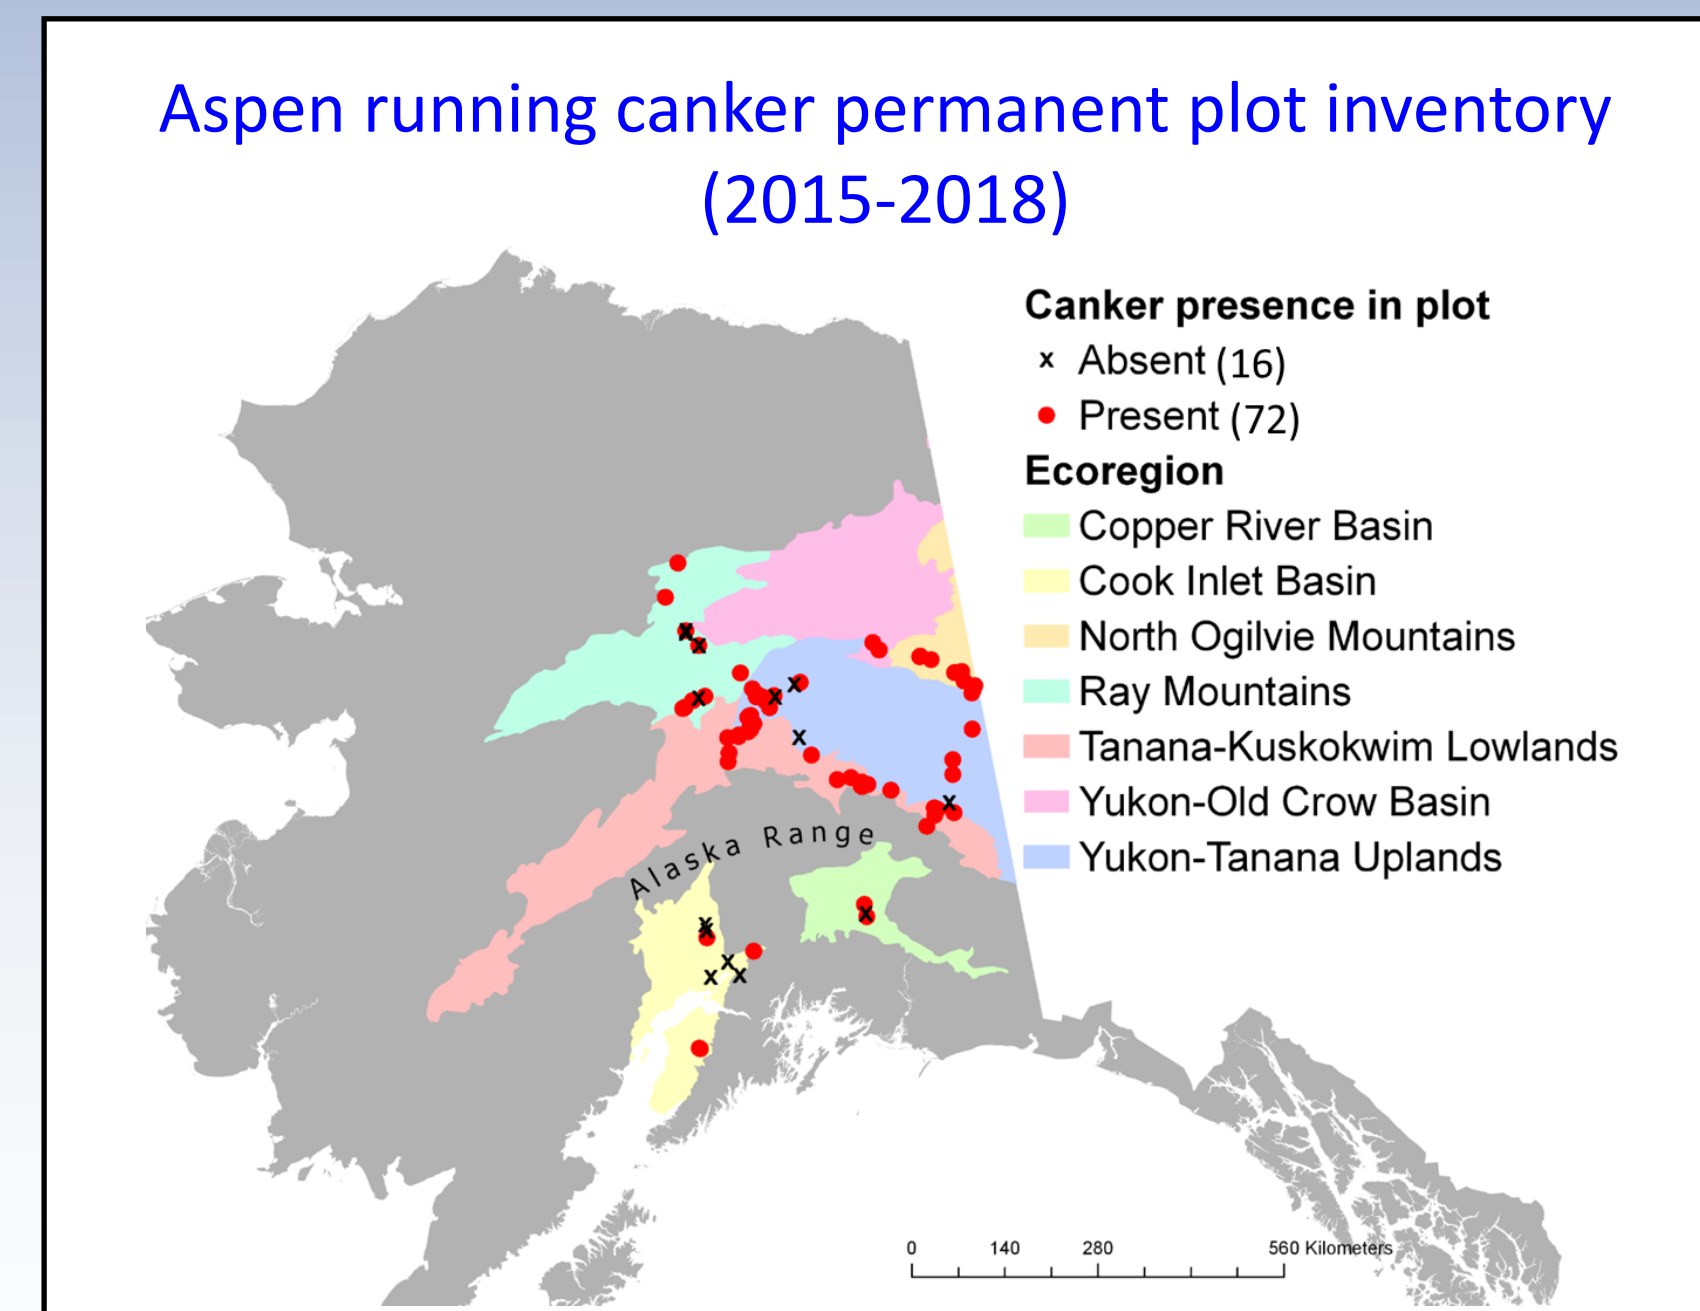 Aspen running canker permanent plot inventory
(2015-2018)
Canker presence in plot
x Absent (16)
Present (72)
Ecoregion
Copper River Basin
Cook Inlet Basin
North Ogilvie Mountains
Ray Mountains
Tanana-Kuskokwim Lowlands
Yukon-Old Crow Basin
Yukon-Tanana Uplands
Alaska Range
0 140 280 560 Kilometers